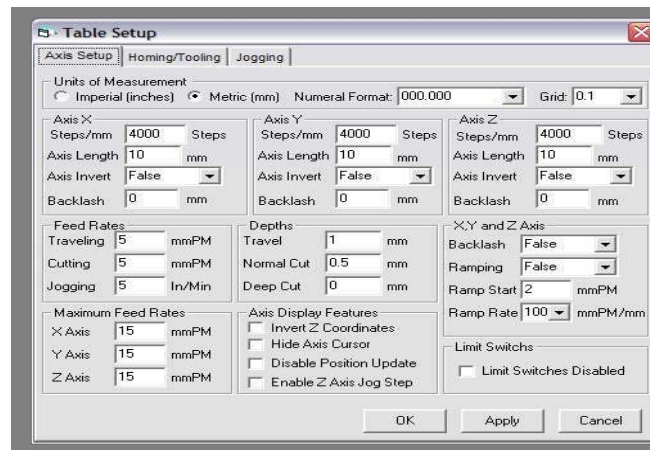 Table Setup
Axis Setup Homing/Tooling Jogging
Units of Measurement
Imperial (inches) Metric (mm) Numeral Format: 000.000 Grid: 0.1
Axis X
Steps/mm 4000 Steps
Axis Length 10 mm
Axis Invert False
Backlash 0 mm
Axis Y
Steps/mm 4000 Steps
Axis Length 10 mm
Axis Invert False
Backlash 0 mm
Axis Z
Steps/mm 4000 Steps
Axis Length 10 mm
Axis Invert False
Backlash 0 mm
Feed Rates
Traveling 5 mmPM
Cutting 5 mmPM
Jogging 5 In/Min
Depths
Travel 1 mm
Normal Cut 0.5 mm
Deep Cut 0 mm
X,Y and Z Axis
Backlash False
Ramping False
Ramp Start 2 mmPM
Ramp Rate 100 mmPM/mm
Maximum Feed Rates
X Axis 15 mmPM
Y Axis 15 mmPM
Z Axis 15 mmPM
Axis Display Features
Invert Z Coordinates
Hide Axis Cursor
Disable Position Update
Enable Z Axis Jog Step
Limit Switchs
Limit Switches Disabled
OK Apply Cancel